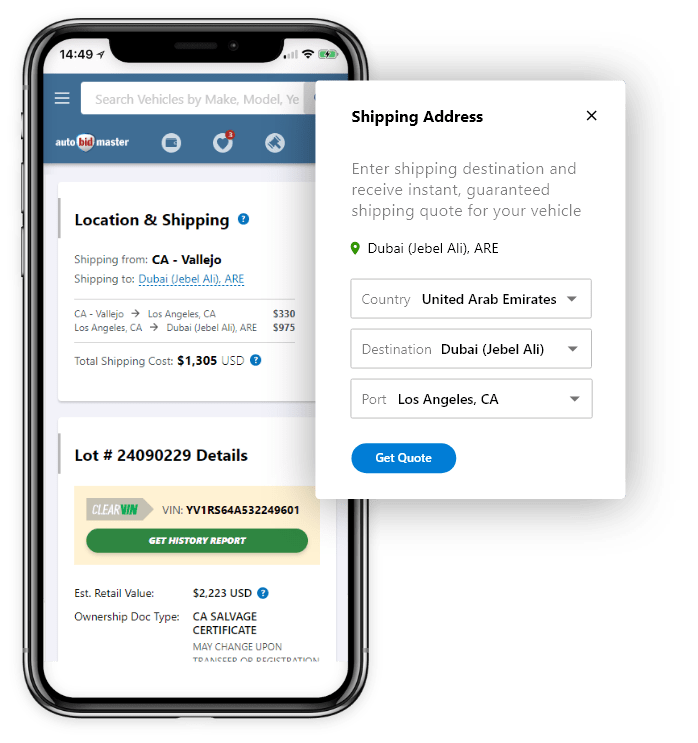 14:49
Search Vehicles by Make, Model, Ye
auto bid master
3
Location & Shipping ?
Shipping from: CA - Vallejo
Shipping to: Dubai (Jebel Ali), ARE
CA - Vallejo → Los Angeles, CA $330
Los Angeles, CA → Dubai (Jebel Ali), ARE $975
Total Shipping Cost: $1,305 USD ?
Lot # 24090229 Details
CLEARVIN VIN: YV1RS64A532249601
GET HISTORY REPORT
Est. Retail Value: $2,223 USD ?
Ownership Doc Type: CA SALVAGE
CERTIFICATE
MAY CHANGE UPON
TRANSFER OR REGISTRATION
Shipping Address
Enter shipping destination and
receive instant, guaranteed
shipping quote for your vehicle
Dubai (Jebel Ali), ARE
Country United Arab Emirates
Destination Dubai (Jebel Ali)
Port Los Angeles, CA
Get Quote